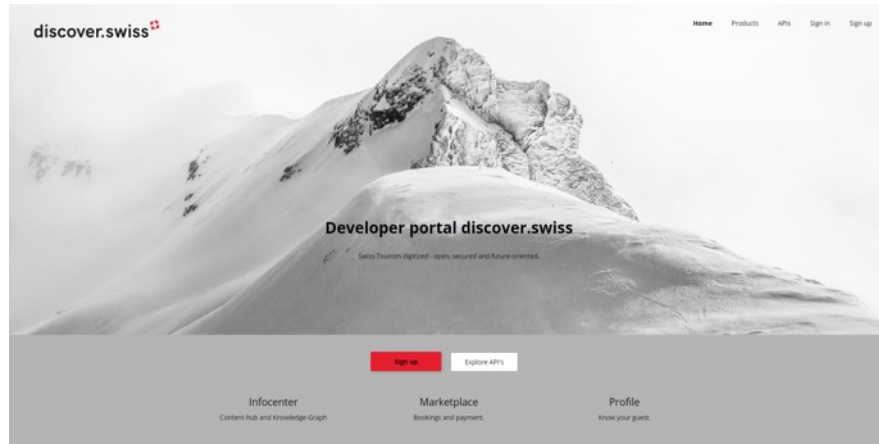 discover.swiss
Home Products APIs Sign in Sign up
Developer portal discover.swiss
Swiss Tourism digitized - open, secured and future-oriented.
Sign up Explore API's
Infocenter Marketplace Profile
Content-hub and Knowledge-Graph Bookings and payment. Know your guest.